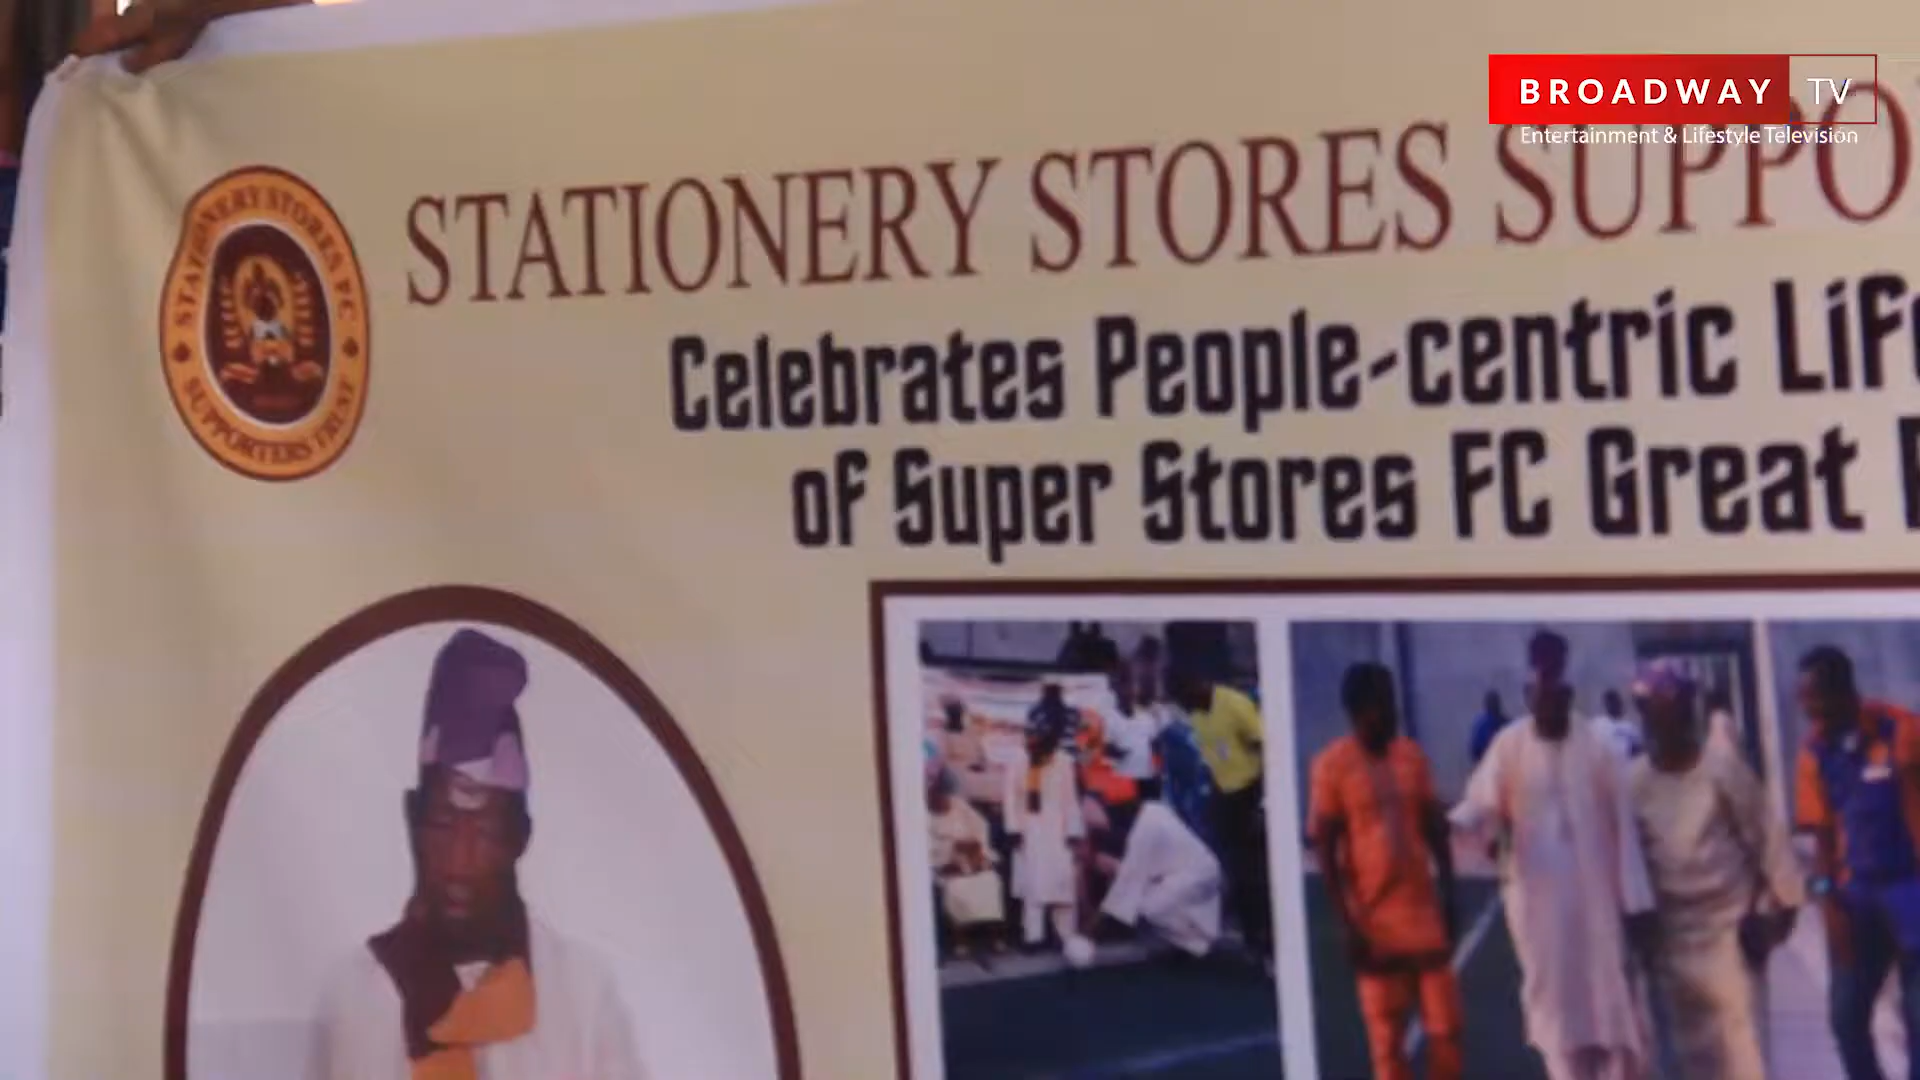 BROADWAY TV
Entertainment & Lifestyle Television
STATIONERY STORES SUPPO
STATIONERY STORES FC
SUPPORTERS TRUST
Celebrates People-centric Life
of Super Stores FC Great